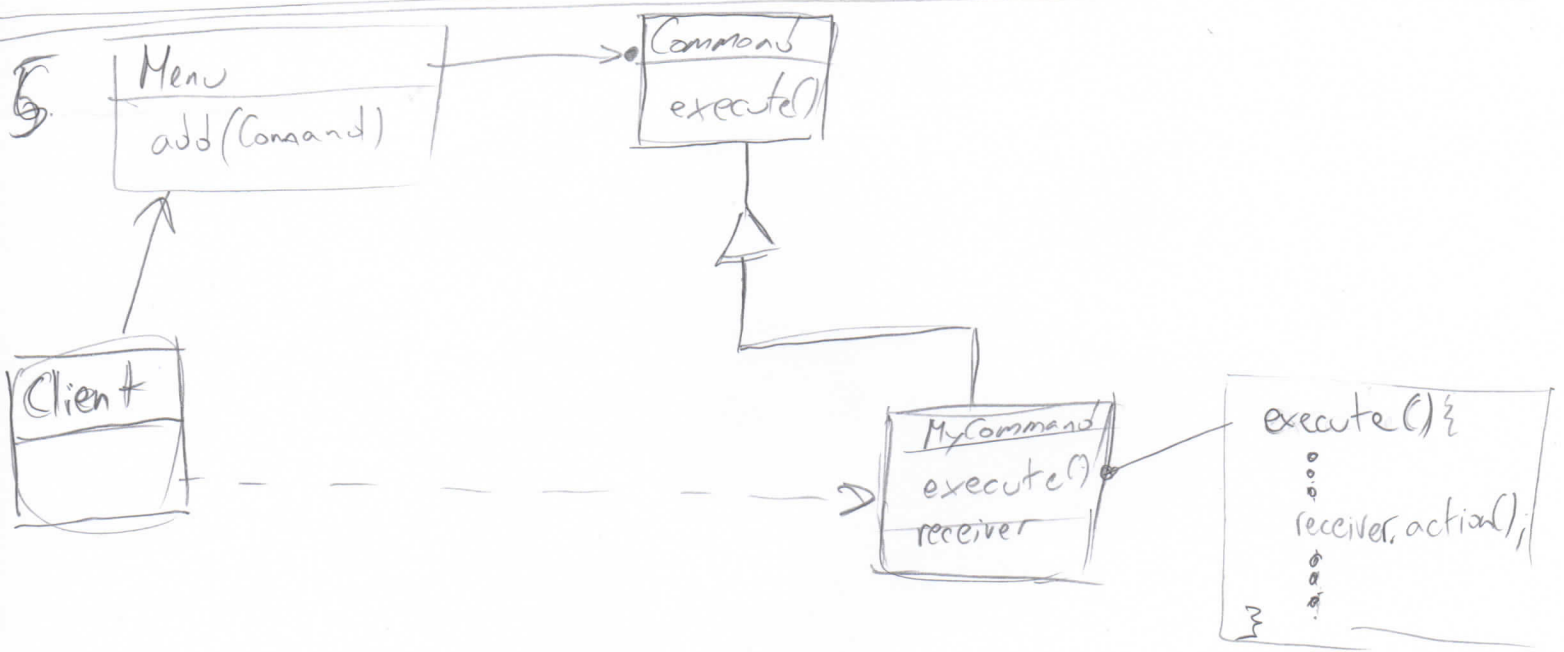 5.
Menu
add(Command)
Command
execute()
Client
MyCommand
execute()
receiver
execute(){
receiver.action();
}